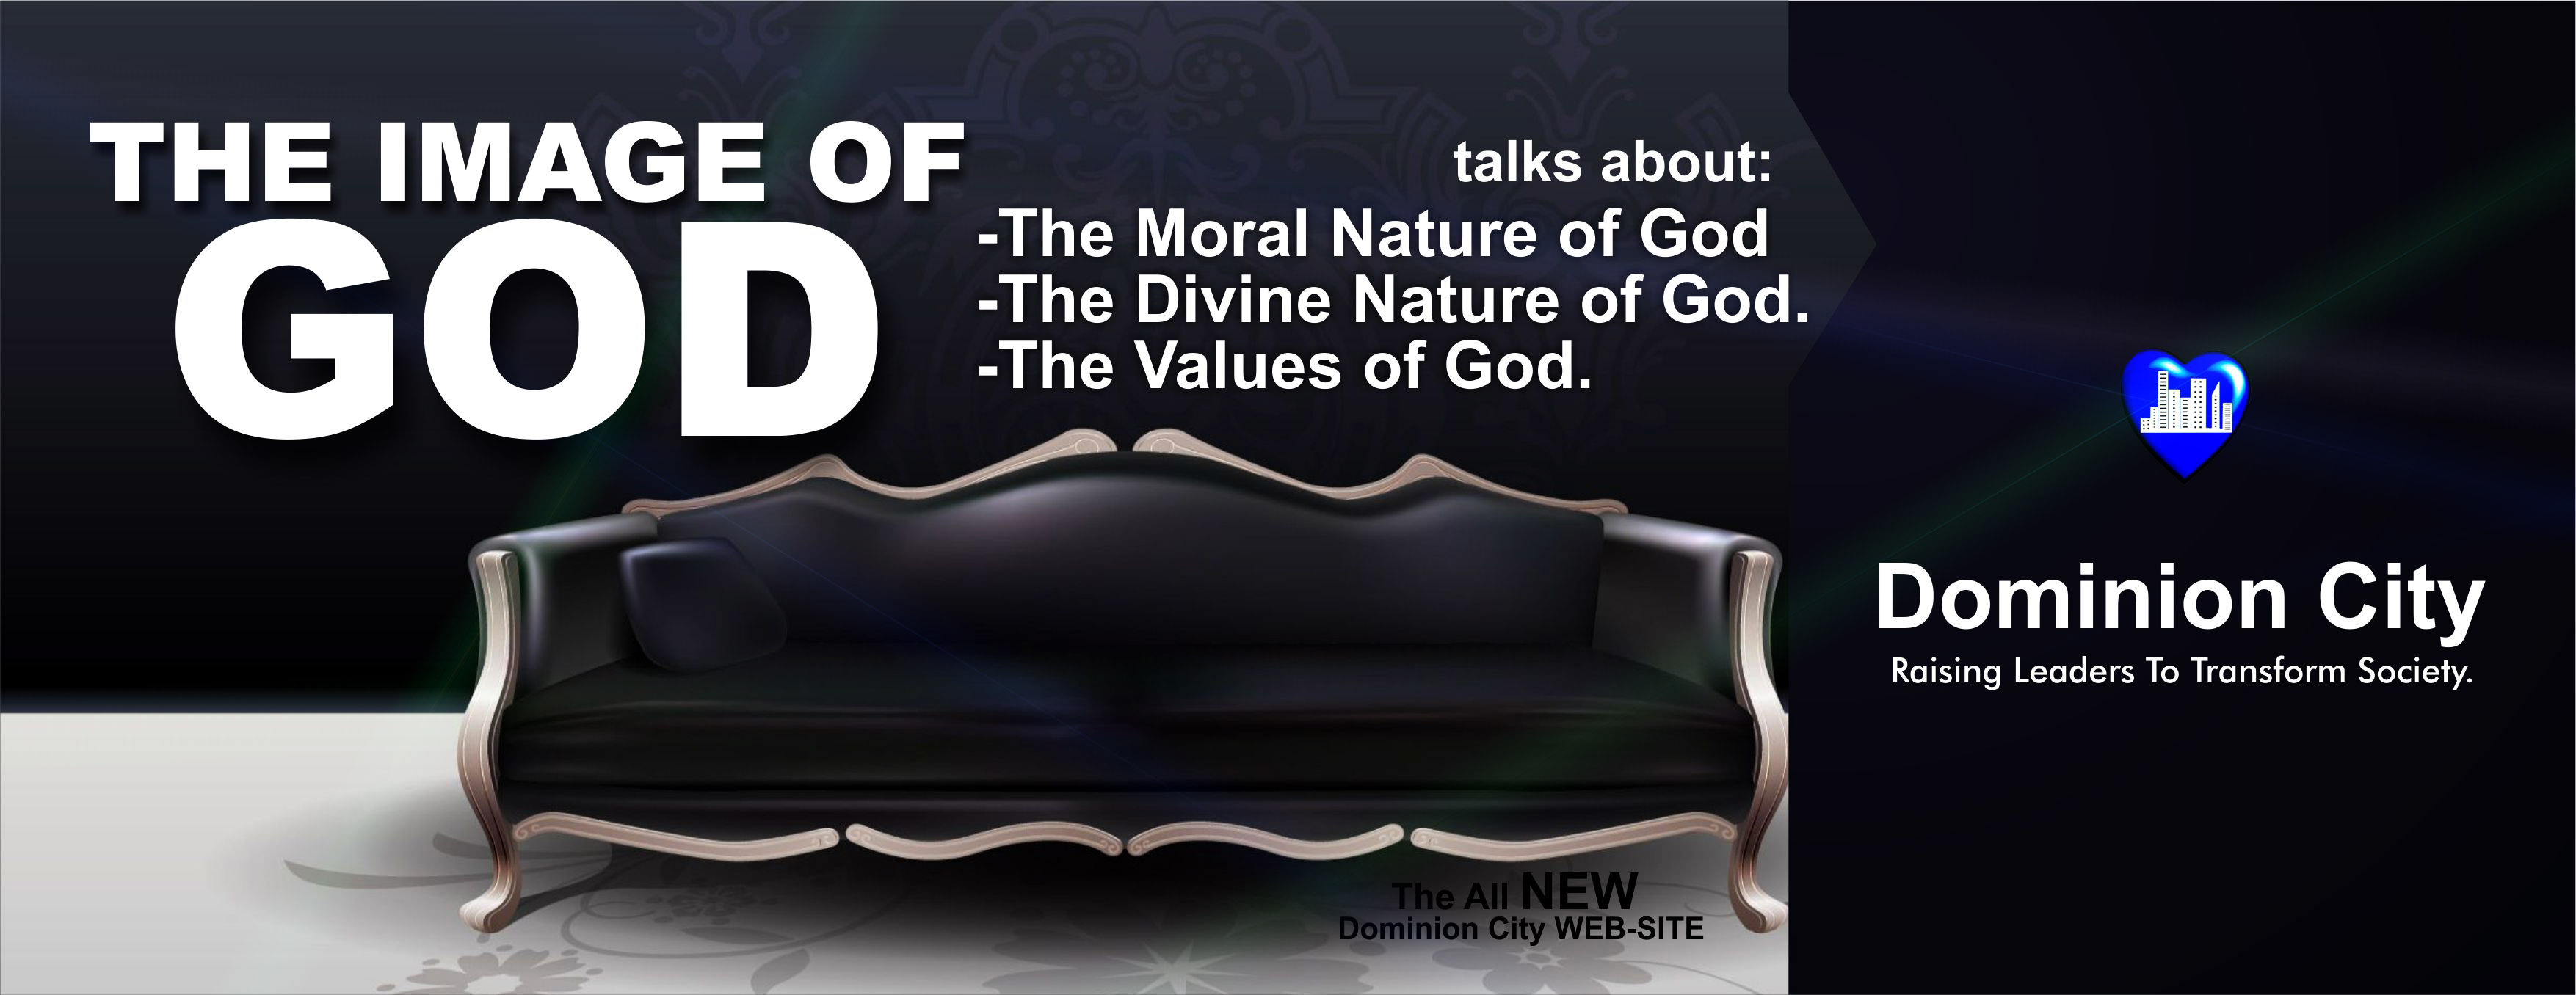 THE IMAGE OF
GOD
talks about:
-The Moral Nature of God
-The Divine Nature of God.
-The Values of God.
The All NEW
Dominion City WEB-SITE
Dominion City
Raising Leaders To Transform Society.